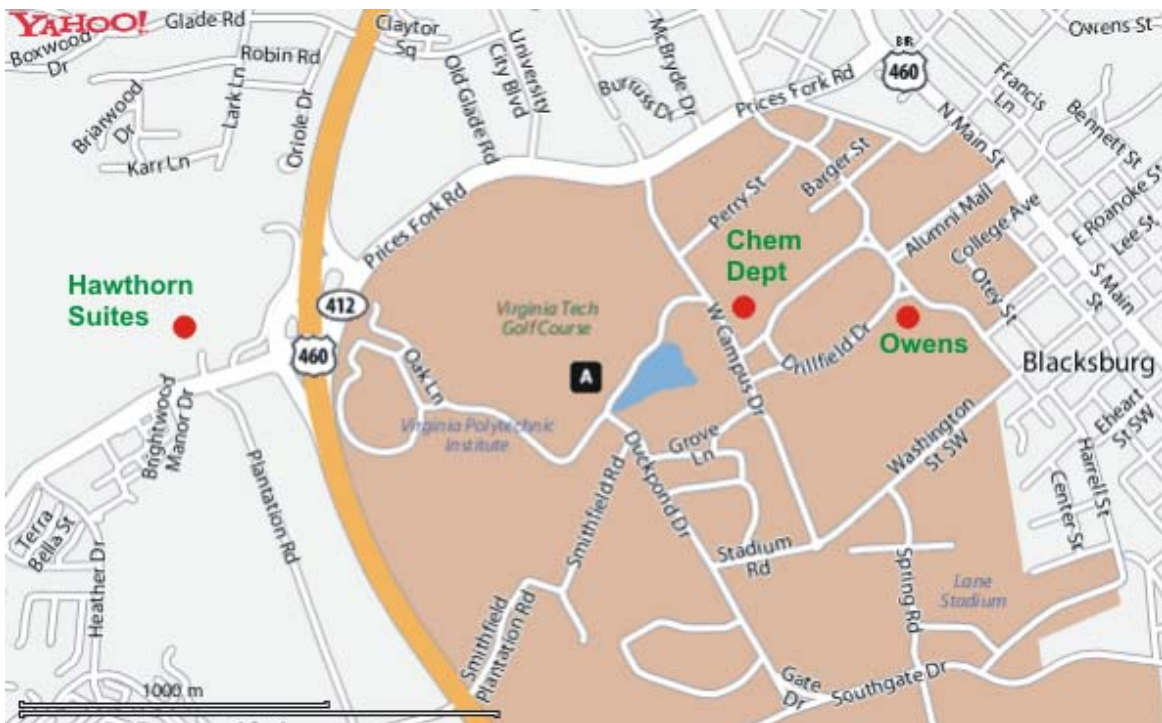 YAHOO!
Glade Rd
Boxwood
Dr
Robin Rd
Briarwood
Dr
Lark Ln
Karr Ln
Oriole Dr
Claytor
Sq
Old Glade Rd
University
City Blvd
Burruss Dr
McBryde Dr
Prices Fork Rd
BIR
460
Owens St
Francis
Ln
N Main St
Bennett St
E Roanoke St
Lee St
Prices Fork Rd
Perry St
Barger St
Alumni Mall
College Ave
Otey St
S Main
St
Hawthorn
Suites
412
460
Virginia Tech
Golf Course
Chem
Dept
W Campus Dr
Drillfield Dr
Owens
Blacksburg
A
Oak Ln
Virginia Polytechnic
Institute
Brightwood
Manor Dr
Plantation Rd
Grove
Ln
Duckpond Dr
Smithfield Rd
Washington
St SW
Eheart
St SW
Harrell St
Center St
Terra
Bella St
Heather Dr
Stadium
Rd
Spring Rd
Lane
Stadium
Smithfield
Plantation Rd
Gate
Dr
Southgate Dr
1000 m